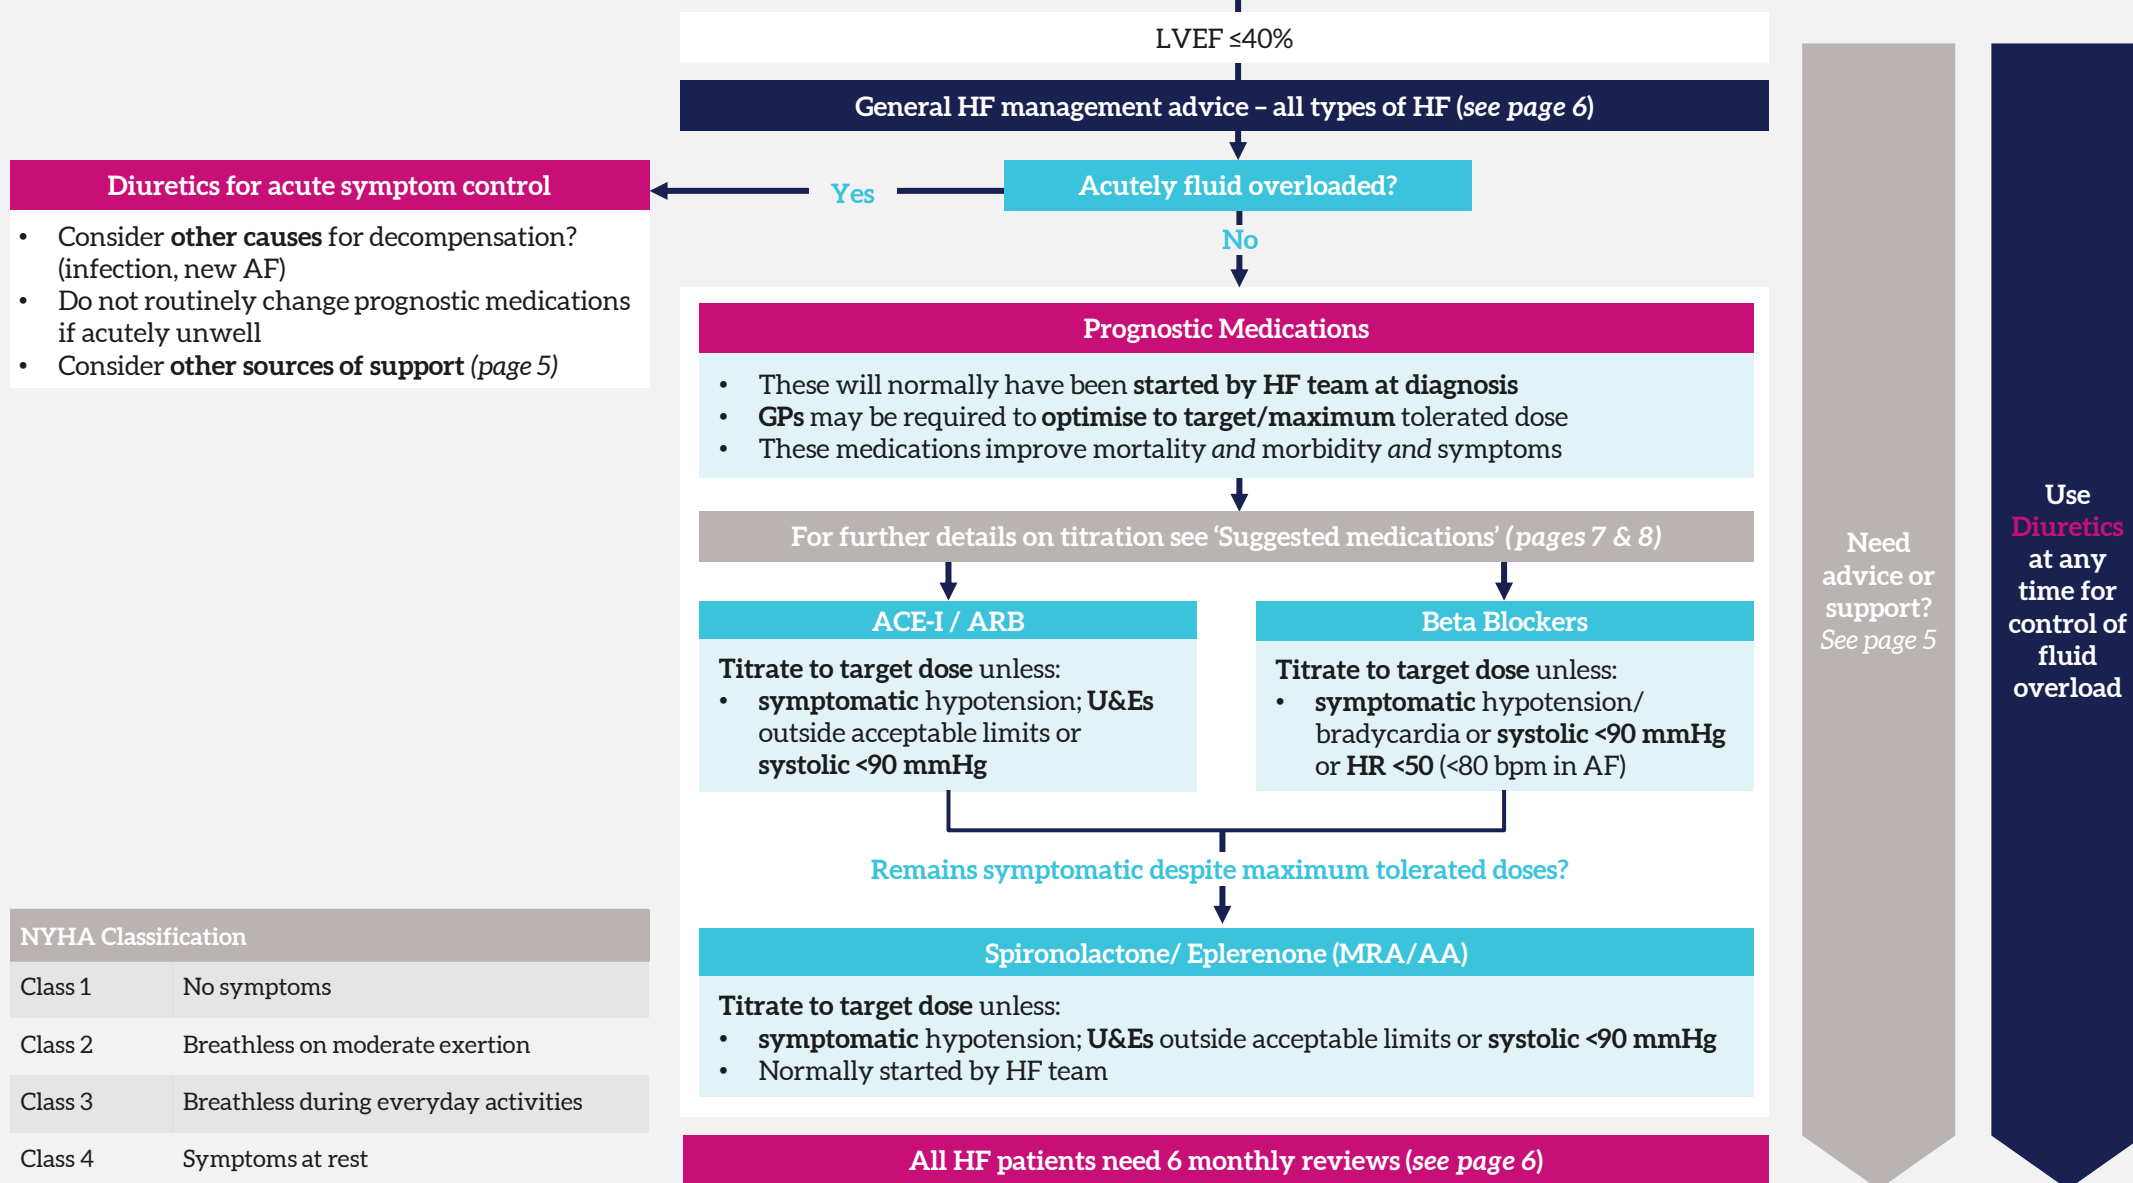 LVEF ≤40%
General HF management advice – all types of HF (see page 6)
Acutely fluid overloaded?
Yes
No
Diuretics for acute symptom control
• Consider other causes for decompensation?
(infection, new AF)
• Do not routinely change prognostic medications
if acutely unwell
• Consider other sources of support (page 5)
Prognostic Medications
• These will normally have been started by HF team at diagnosis
• GPs may be required to optimise to target/maximum tolerated dose
• These medications improve mortality and morbidity and symptoms
For further details on titration see ‘Suggested medications’ (pages 7 & 8)
ACE-I / ARB
Titrate to target dose unless:
• symptomatic hypotension; U&Es
outside acceptable limits or
systolic <90 mmHg
Beta Blockers
Titrate to target dose unless:
• symptomatic hypotension/
bradycardia or systolic <90 mmHg
or HR <50 (<80 bpm in AF)
Remains symptomatic despite maximum tolerated doses?
Spironolactone/ Eplerenone (MRA/AA)
Titrate to target dose unless:
• symptomatic hypotension; U&Es outside acceptable limits or systolic <90 mmHg
• Normally started by HF team
All HF patients need 6 monthly reviews (see page 6)
NYHA Classification
Class 1 No symptoms
Class 2 Breathless on moderate exertion
Class 3 Breathless during everyday activities
Class 4 Symptoms at rest
Need
advice or
support?
See page 5
Use
Diuretics
at any
time for
control of
fluid
overload